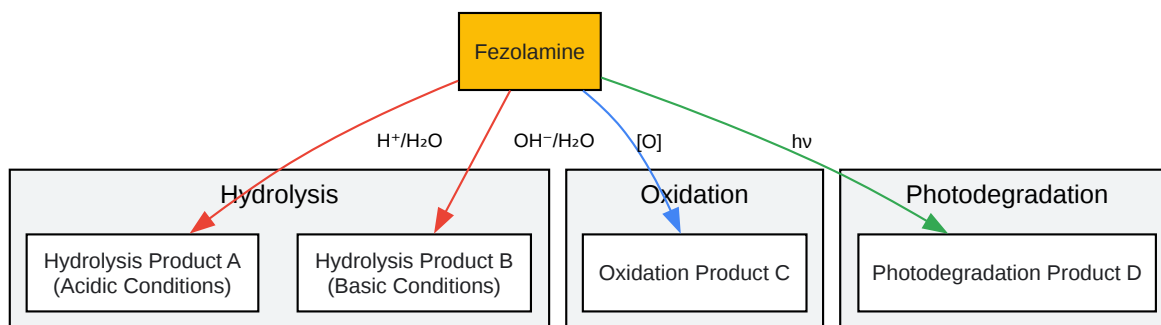 Fezolamine
H⁺/H₂O
OH⁻/H₂O
[O]
hν
Hydrolysis
Oxidation
Photodegradation
Hydrolysis Product A
(Acidic Conditions)
Hydrolysis Product B
(Basic Conditions)
Oxidation Product C
Photodegradation Product D